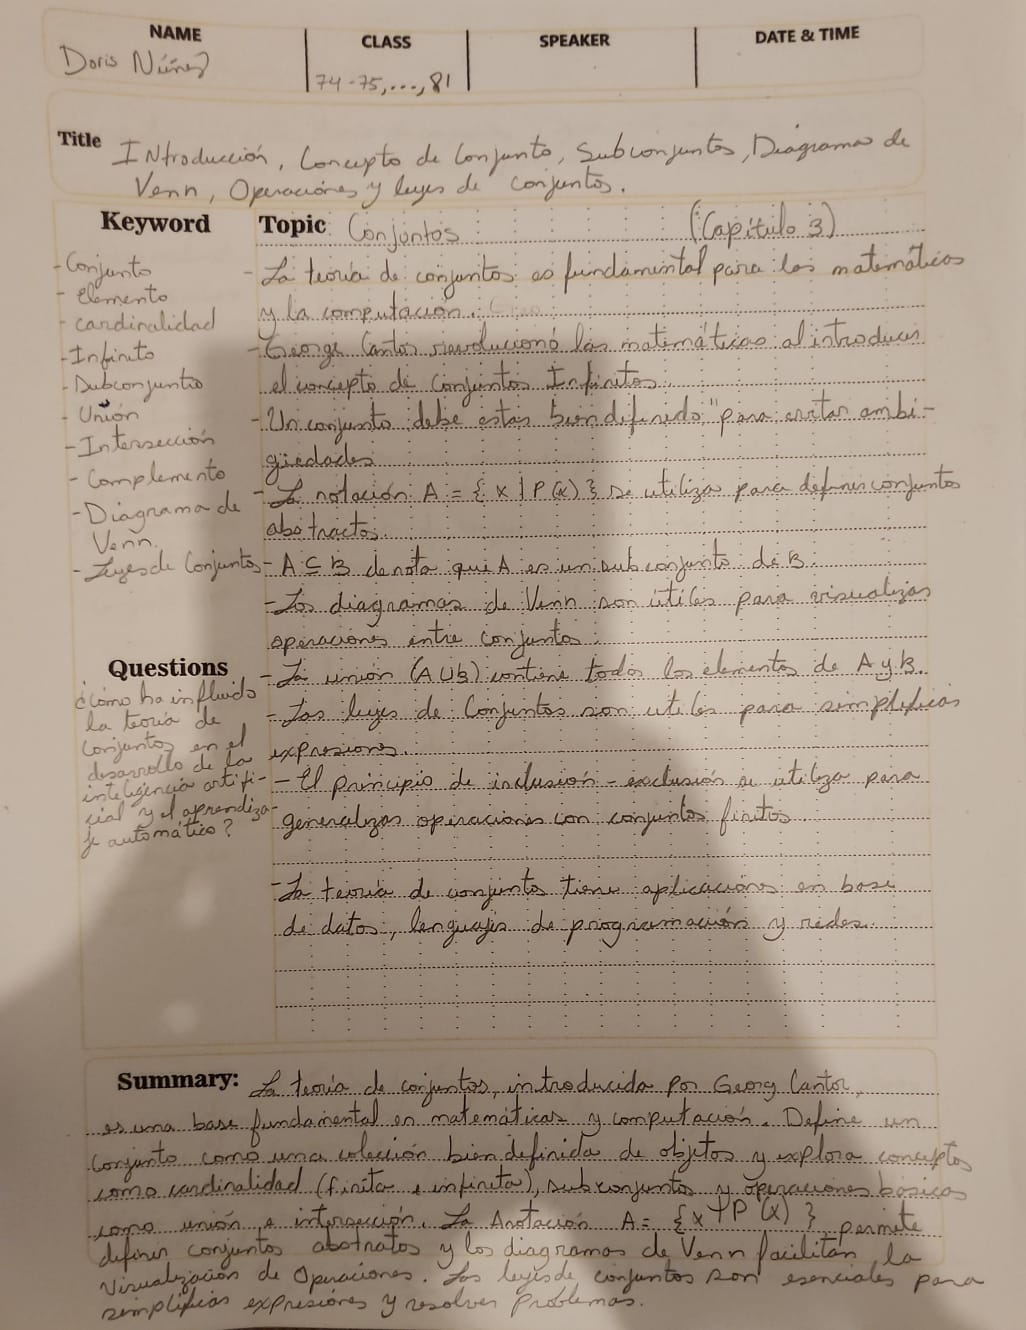 NAME
CLASS
SPEAKER
DATE & TIME
Doris Núñez
74-75,...,81
Title Introducción, Concepto de Conjunto, Subconjuntos, Diagrama de
Venn, Operaciones y leyes de conjuntos.
Keyword
- Conjunto
- elemento
- cardinalidad
- Infinito
- Subconjunto
- Unión
- Intersección
- Complemento
- Diagrama de
Venn.
- Leyes de Conjuntos
Questions
¿Cómo ha influido
la teoría de
conjuntos en el
desarrollo de la
inteligencia artifi-
cial y el aprendiza-
je automático?
Topic Conjuntos (Capítulo 3)
- La teoría de conjuntos es fundamental para las matemáticas
y la computación.
- George Cantor revolucionó las matemáticas al introducir
el concepto de Conjuntos Infinitos.
- Un conjunto debe estar bien definido" para evitar ambi-
güedades
- La notación A = { x | P(x) } se utiliza para definir conjuntos
abstractos.
- A ⊆ B denota que A es un subconjunto de B.
- Los diagramas de Venn son útiles para visualizar
operaciones entre conjuntos.
- La unión (A∪B) contiene todos los elementos de A y B.
- Las leyes de Conjuntos son utiles para simplificar
expresiones.
- El principio de inclusión-exclusión se utiliza para
generalizar operaciones con conjuntos finitos
- La teoría de conjuntos tiene aplicaciones en base
de datos, lenguajes de programación y redes.
Summary: La teoría de conjuntos, introducida por Georg Cantor,
es una base fundamental en matemáticas y computación. Define un
conjunto como una colección bien definida de objetos y explora conceptos
como cardinalidad (finita e infinita), subconjuntos y operaciones básicas
como unión e intersección. La Anotación A = {x | P(x)} permite
definir conjuntos abstratos y los diagramas de Venn facilitan la
visualización de Operaciones. Las leyes de conjuntos son esenciales para
simplificar expresiones y resolver Problemas.